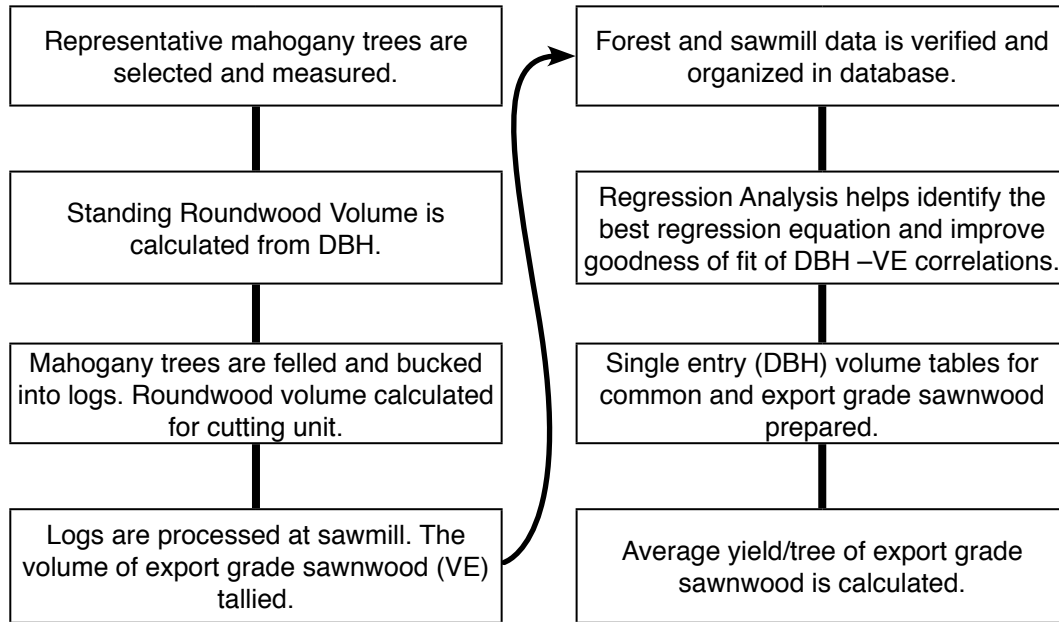 Representative mahogany trees are
selected and measured.
Standing Roundwood Volume is
calculated from DBH.
Mahogany trees are felled and bucked
into logs. Roundwood volume calculated
for cutting unit.
Logs are processed at sawmill. The
volume of export grade sawnwood (VE)
tallied.
Forest and sawmill data is verified and
organized in database.
Regression Analysis helps identify the
best regression equation and improve
goodness of fit of DBH –VE correlations.
Single entry (DBH) volume tables for
common and export grade sawnwood
prepared.
Average yield/tree of export grade
sawnwood is calculated.